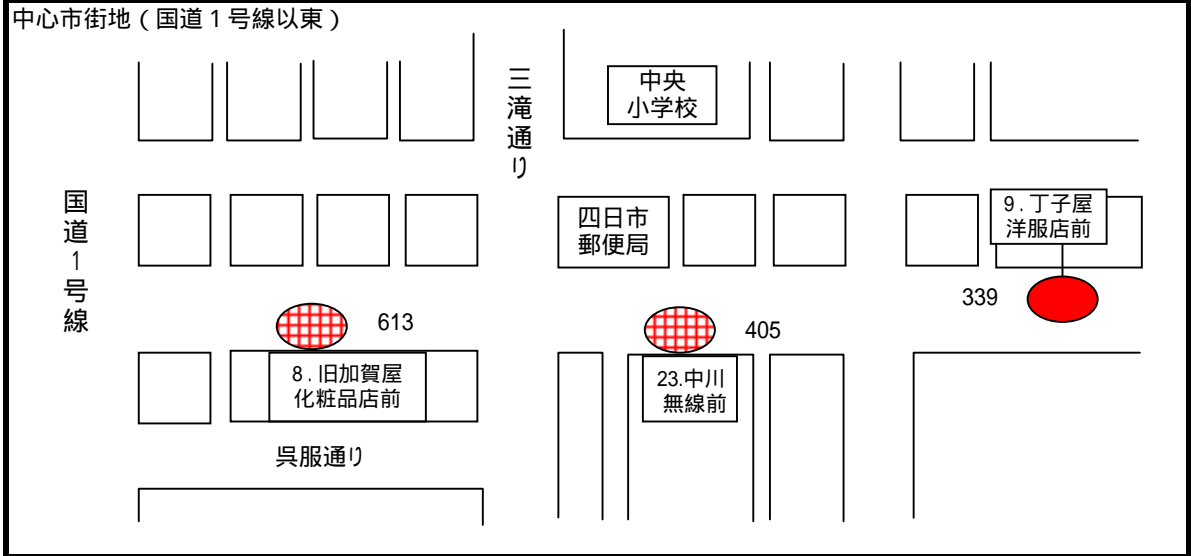 中心市街地（国道１号線以東）
三滝通り
中央
小学校
国道１号線
四日市
郵便局
9．丁子屋
洋服店前
339
613
405
8．旧加賀屋
化粧品店前
23.中川
無線前
呉服通り